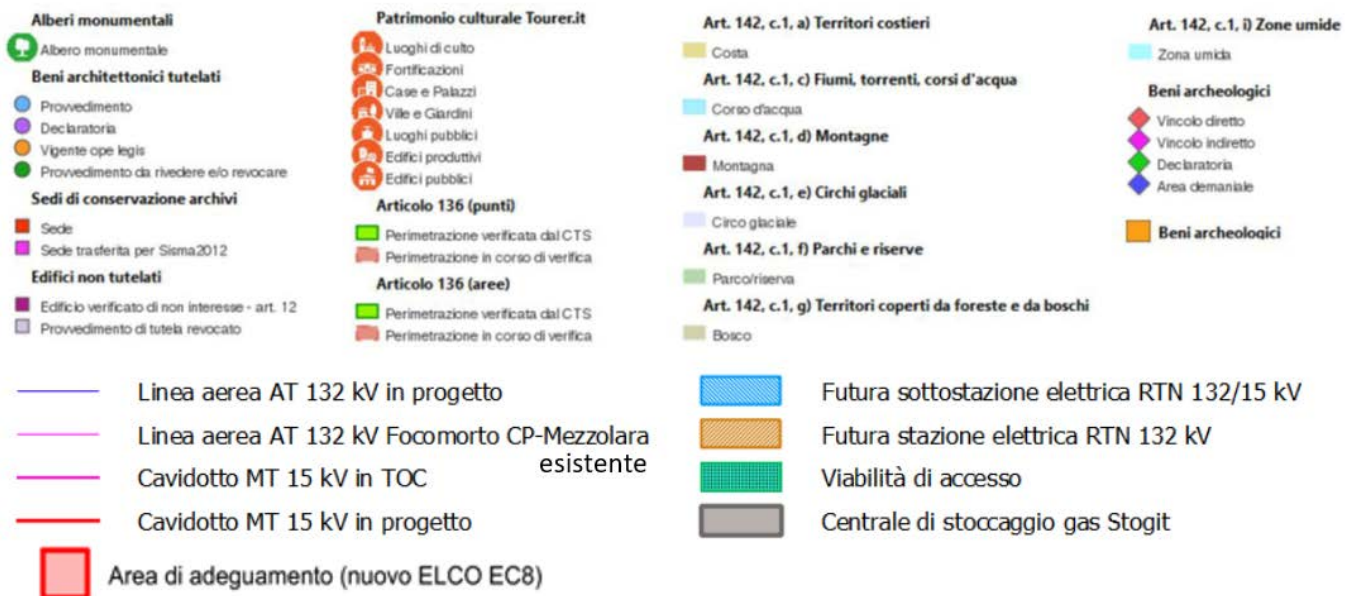 Alberi monumentali
Albero monumentale
Beni architettonici tutelati
Provvedimento
Declaratoria
Vigente ope legis
Provvedimento da rivedere e/o revocare
Sedi di conservazione archivi
Sede
Sede trasferita per Sisma2012
Edifici non tutelati
Edificio verificato di non interesse - art. 12
Provvedimento di tutela revocato
Patrimonio culturale Tourer.it
Luoghi di culto
Fortificazioni
Case e Palazzi
Ville e Giardini
Luoghi pubblici
Edifici produttivi
Edifici pubblici
Articolo 136 (punti)
Perimetrazione verificata dal CTS
Perimetrazione in corso di verifica
Articolo 136 (aree)
Perimetrazione verificata dal CTS
Perimetrazione in corso di verifica
Art. 142, c.1, a) Territori costieri
Costa
Art. 142, c.1, c) Fiumi, torrenti, corsi d'acqua
Corso d'acqua
Art. 142, c.1, d) Montagne
Montagna
Art. 142, c.1, e) Circhi glaciali
Circo glaciale
Art. 142, c.1, f) Parchi e riserve
Parco/riserva
Art. 142, c.1, g) Territori coperti da foreste e da boschi
Bosco
Art. 142, c.1, i) Zone umide
Zona umida
Beni archeologici
Vincolo diretto
Vincolo indiretto
Declaratoria
Area demaniale
Beni archeologici
Linea aerea AT 132 kV in progetto
Linea aerea AT 132 kV Focomorto CP-Mezzolara
esistente
Cavidotto MT 15 kV in TOC
Cavidotto MT 15 kV in progetto
Area di adeguamento (nuovo ELCO EC8)
Futura sottostazione elettrica RTN 132/15 kV
Futura stazione elettrica RTN 132 kV
Viabilità di accesso
Centrale di stoccaggio gas Stogit